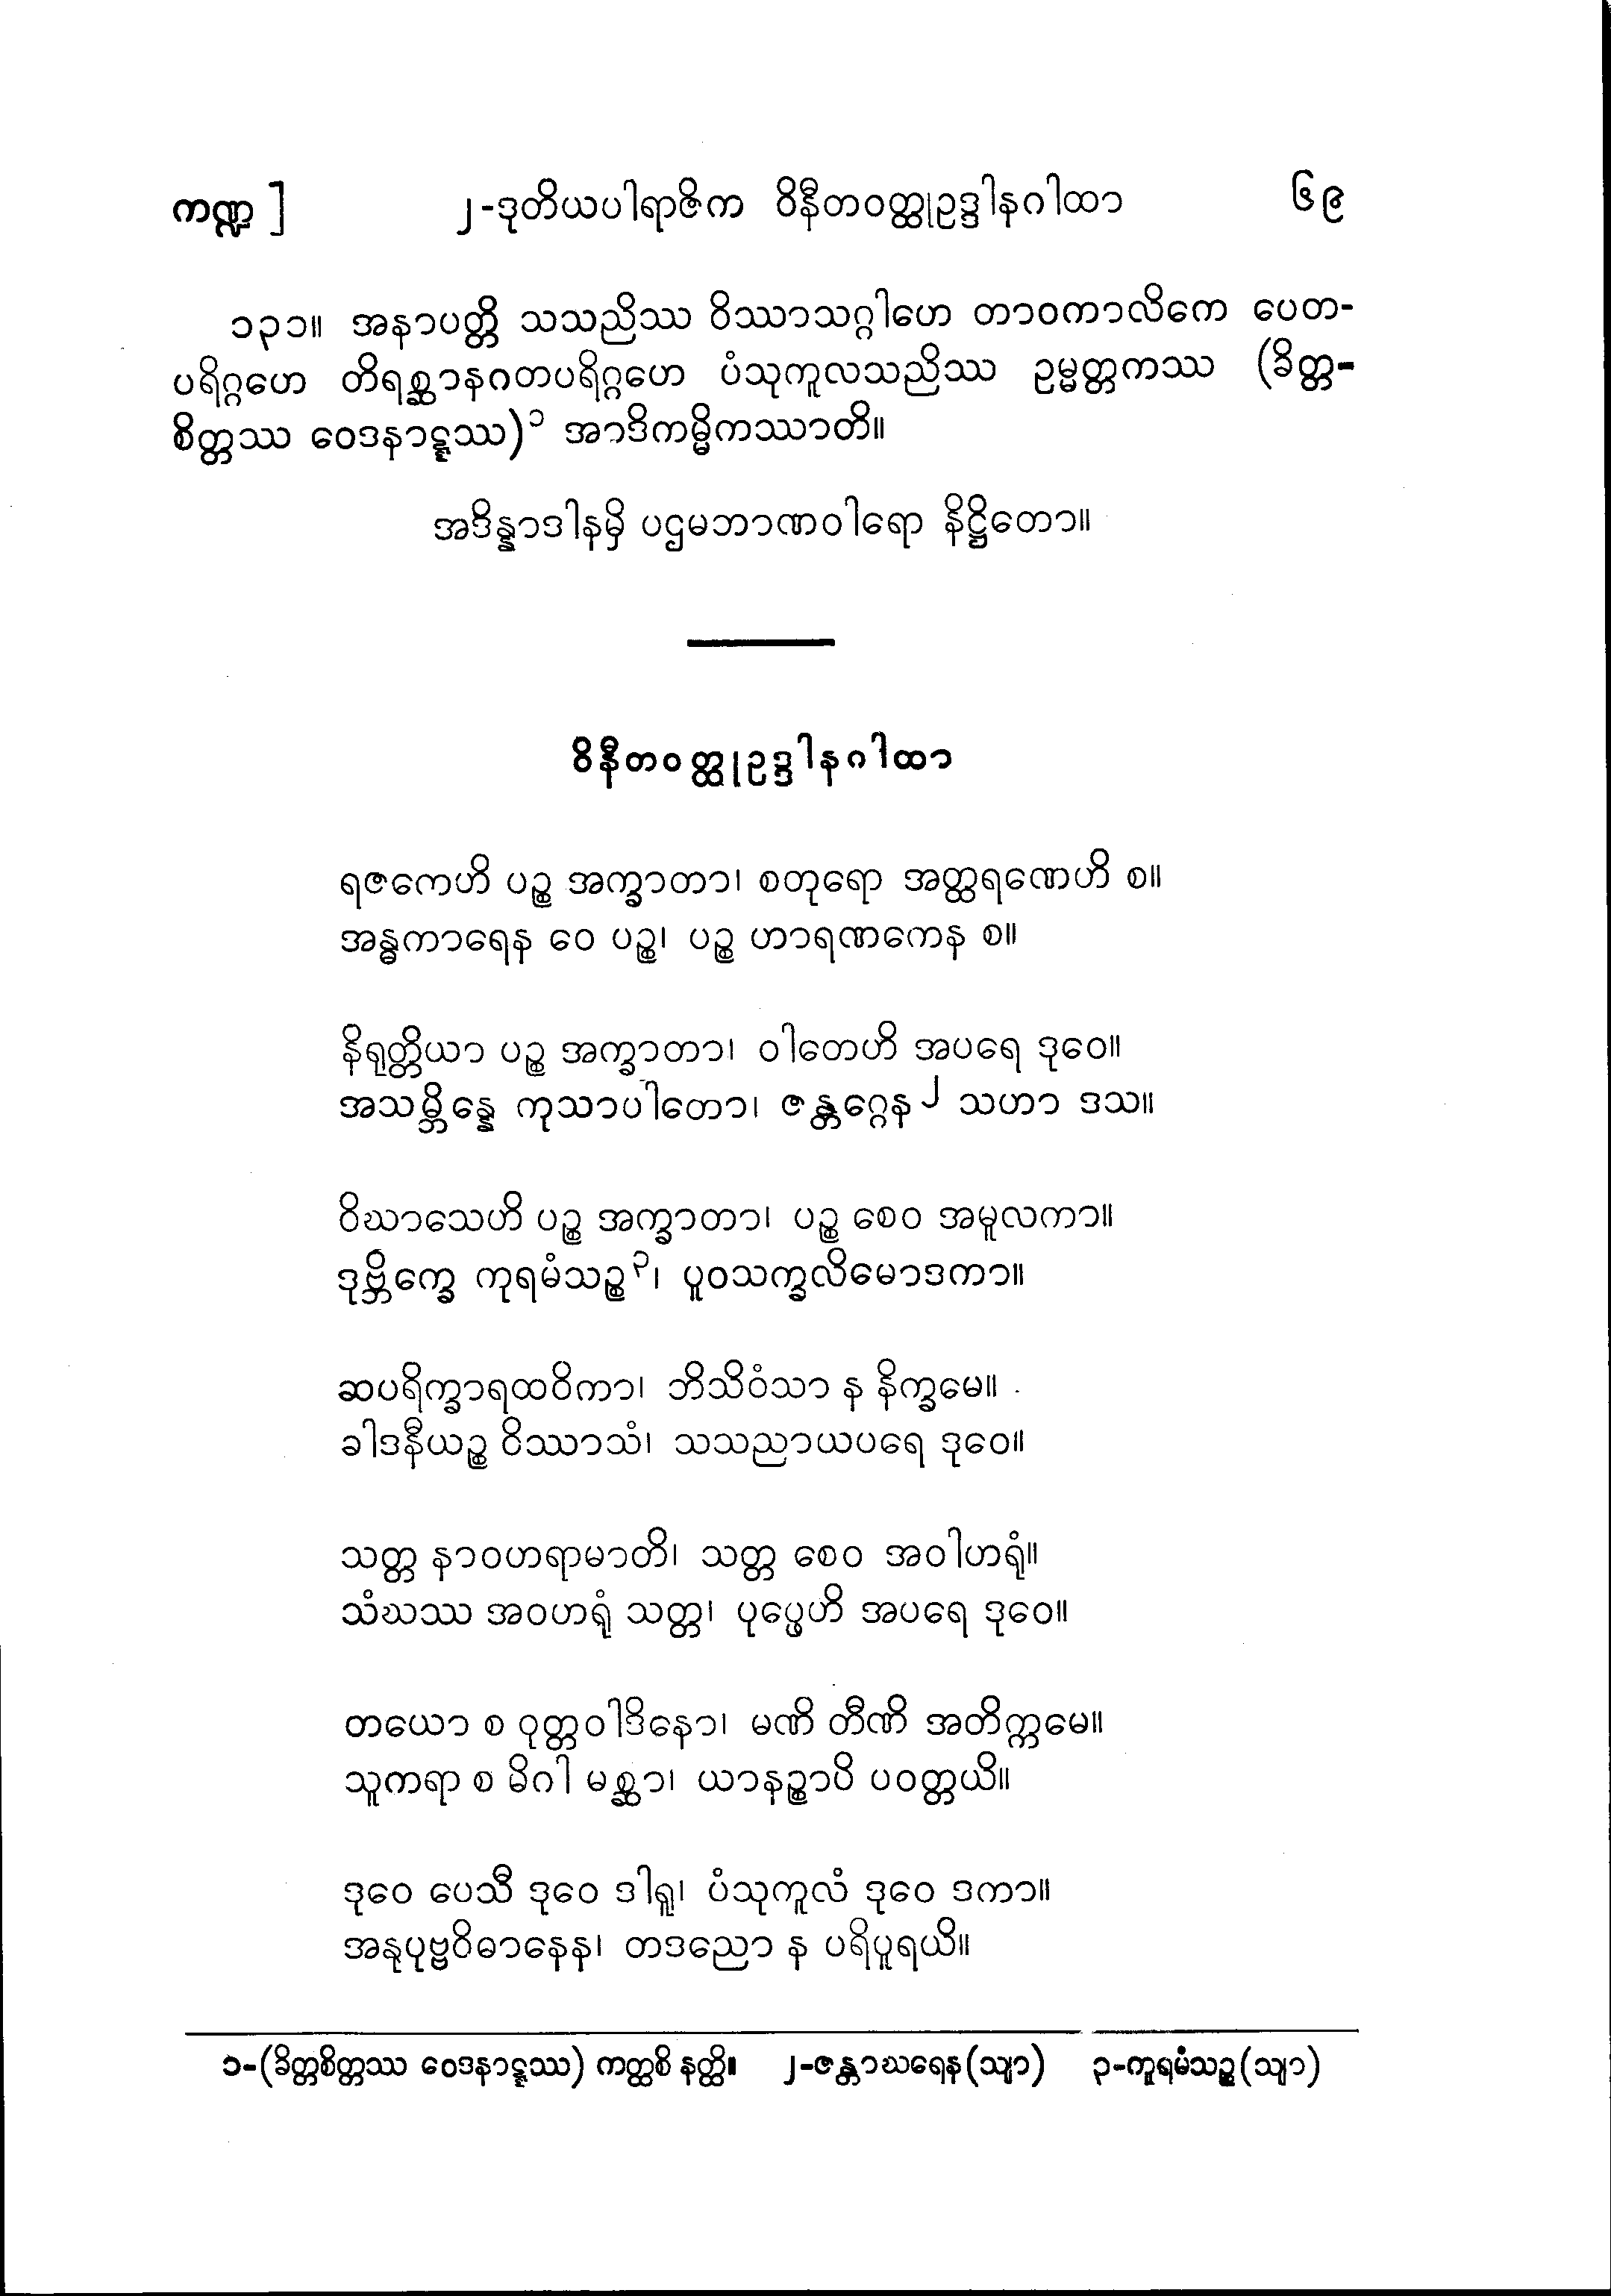 ကဏ္ဍ ] ၂-ဒုတိယပါရာဇိက ဝိနီတဝတ္ထုဥဒ္ဒါနဂါထာ ၆၉
၁၃၁။ အနာပတ္တိ သသညိဿ ဝိဿာသဂ္ဂါဟေ တာဝကာလိကေ ပေတ-
ပရိဂ္ဂဟေ တိရစ္ဆာနဂတပရိဂ္ဂဟေ ပံသုကူလသညိဿ ဥမ္မတ္တကဿ (ခိတ္တ-
စိတ္တဿ ဝေဒနာဋ္ဋဿ)၁ အာဒိကမ္မိကဿာတိ။
အဒိန္နာဒါနမှိ ပဌမဘာဏဝါရော နိဋ္ဌိတော။
ဝိနီတဝတ္ထုဥဒ္ဒါနဂါထာ
ရဇကေဟိ ပဉ္စ အက္ခာတာ၊ စတုရော အတ္ထရဏေဟိ စ။
အန္ဓကာရေန ဝေ ပဉ္စ၊ ပဉ္စ ဟာရဏကေန စ။
နိရုတ္တိယာ ပဉ္စ အက္ခာတာ၊ ဝါတေဟိ အပရေ ဒုဝေ။
အသမ္ဘိန္နေ ကုသာပါတော၊ ဇန္တဂ္ဂေန၂ သဟာ ဒသ။
ဝိဃာသေဟိ ပဉ္စ အက္ခာတာ၊ ပဉ္စ စေဝ အမူလကာ။
ဒုဗ္ဘိက္ခေ ကုရမံသဉ္စ၃၊ ပူဝသက္ခလိမောဒကာ။
ဆပရိက္ခာရထဝိကာ၊ ဘိသိဝံသာ န နိက္ခမေ။
ခါဒနီယဉ္စ ဝိဿာသံ၊ သသညာယပရေ ဒုဝေ။
သတ္တ နာဝဟရာမာတိ၊ သတ္တ စေဝ အဝါဟရုံ။
သံဃဿ အဝဟရုံ သတ္တ၊ ပုပ္ဖေဟိ အပရေ ဒုဝေ။
တယော စ ဝုတ္တဝါဒိနော၊ မဏိ တီဏိ အတိက္ကမေ။
သူကရာ စ မိဂါ မစ္ဆာ၊ ယာနဉ္စာပိ ပဝတ္တယိ။
ဒုဝေ ပေသီ ဒုဝေ ဒါရူ၊ ပံသုကူလံ ဒုဝေ ဒကာ။
အနုပုဗ္ဗဝိဓာနေန၊ တဒညော န ပရိပူရယိ။
၁-(ခိတ္တစိတ္တဿ ဝေဒနာဋ္ဋဿ) ကတ္ထစိ နတ္ထိ။ ၂-ဇန္တာဃရေန(သျာ) ၃-ကူရမံသဉ္စ(သျာ)